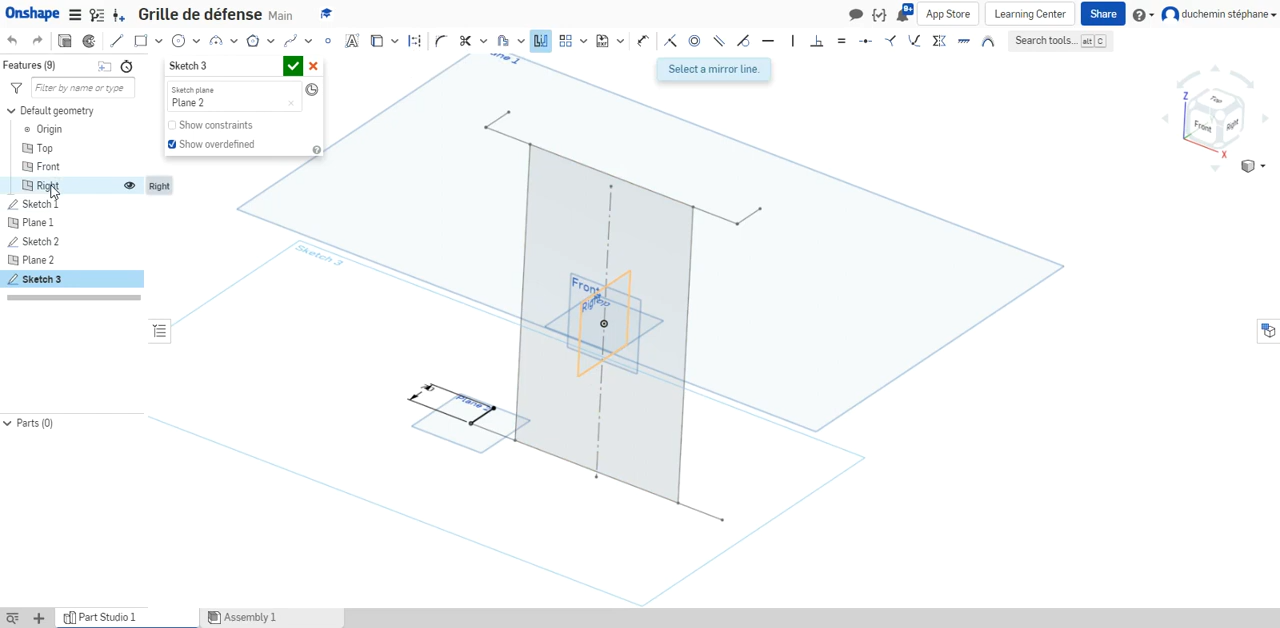 Onshape Grille de défense Main 9+ App Store Learning Center Share duchemin stéphane
Search tools... alt C
Features (9)
Filter by name or type
Default geometry
Origin
Top
Front
Right
Sketch 1
Plane 1
Sketch 2
Plane 2
Sketch 3
Parts (0)
Right
Sketch 3
Sketch plane
Plane 2
Show constraints
Show overdefined
Select a mirror line.
Sketch 3
Front
Top
Front
Right
Z
X
Part Studio 1
Assembly 1